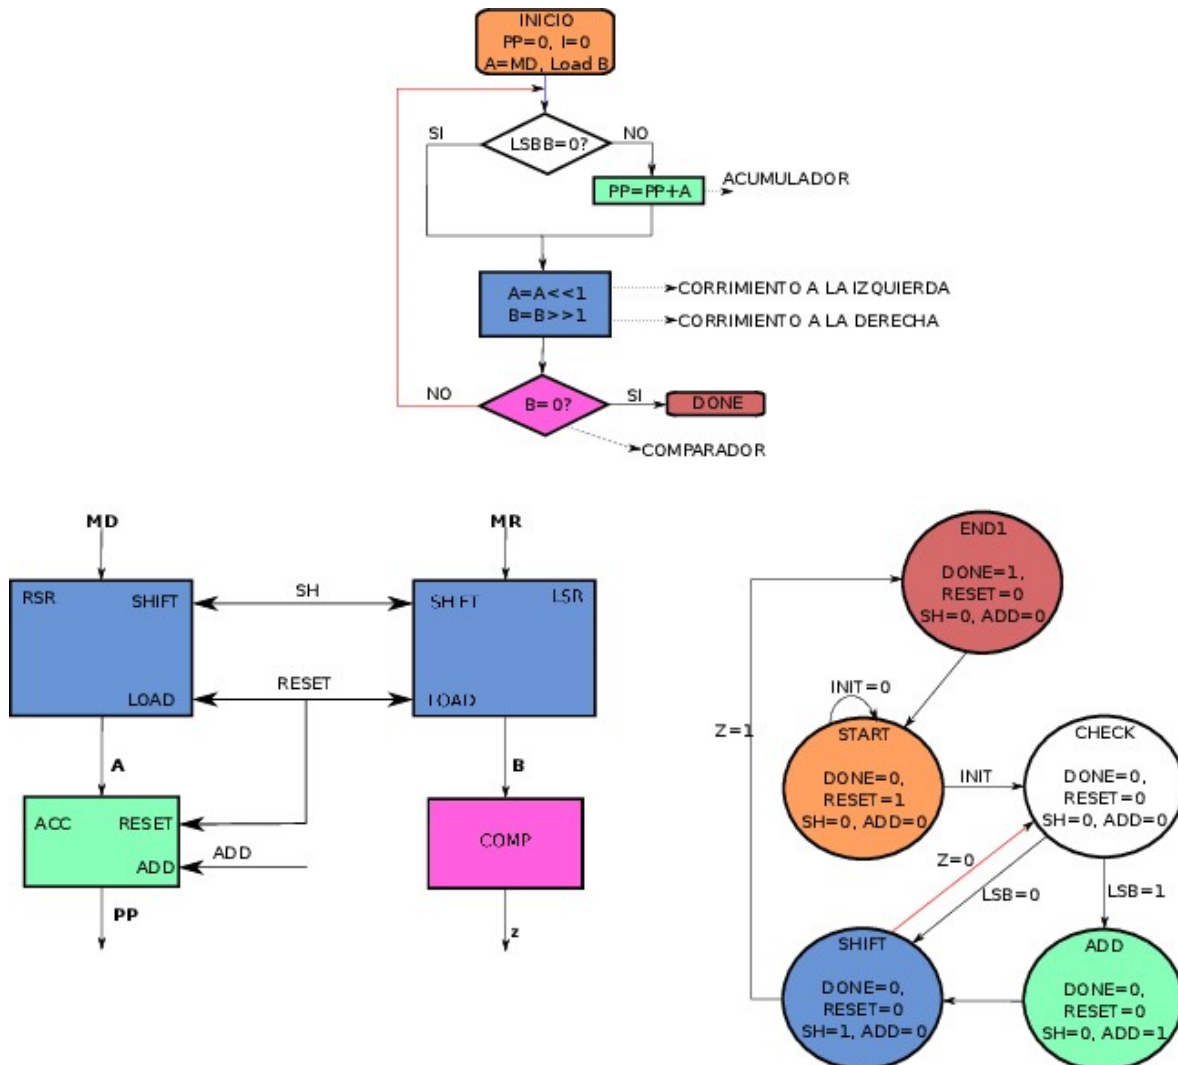 INICIO
PP=0, I=0
A=MD, Load B
SI
LSBB=0?
NO
PP=PP+A
ACUMULADOR
A=A<<1
B=B>>1
CORRIMIENTO A LA IZQUIERDA
CORRIMIENTO A LA DERECHA
NO
B=0?
SI
DONE
COMPARADOR
MD
MR
RSR
SHIFT
SH
SHIFT
LSR
LOAD
RESET
LOAD
A
B
ACC
RESET
ADD
ADD
COMP
PP
z
END1
DONE=1,
RESET=0
SH=0, ADD=0
INIT=0
Z=1
START
DONE=0,
RESET=1
SH=0, ADD=0
INIT
CHECK
DONE=0,
RESET=0
SH=0, ADD=0
Z=0
LSB=0
LSB=1
SHIFT
DONE=0,
RESET=0
SH=1, ADD=0
ADD
DONE=0,
RESET=0
SH=0, ADD=1